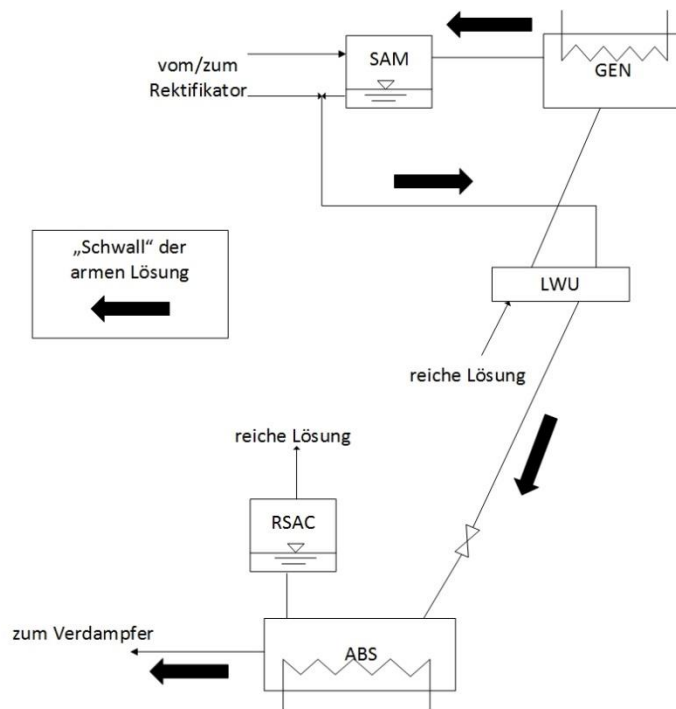 SAM
GEN
vom/zum
Rektifikator
„Schwall“ der
armen Lösung
LWU
reiche Lösung
reiche Lösung
RSAC
zum Verdampfer
ABS